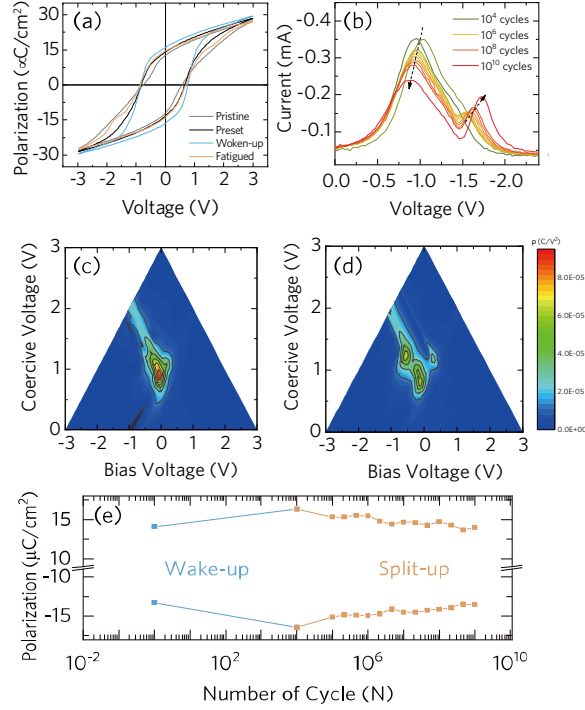 (a)
Polarization (∝C/cm²)
30
15
0
-15
-30
Pristine
Preset
Woken-up
Fatigued
-3 -2 -1 0 1 2 3
Voltage (V)
(b)
Current (mA)
-0.4
-0.3
-0.2
-0.1
10⁴ cycles
10⁶ cycles
10⁸ cycles
10¹⁰ cycles
0.0 -0.5 -1.0 -1.5 -2.0
Voltage (V)
(c)
Coercive Voltage (V)
3
2
1
0
-3 -2 -1 0 1 2 3
Bias Voltage (V)
(d)
Coercive Voltage (V)
3
2
1
0
-3 -2 -1 0 1 2 3
Bias Voltage (V)
ρ (C/V²)
8.0E-05
6.0E-05
4.0E-05
2.0E-05
0.0E+00
(e)
Polarization (μC/cm²)
15
-10
-15
Wake-up
Split-up
10⁻² 10² 10⁶ 10¹⁰
Number of Cycle (N)